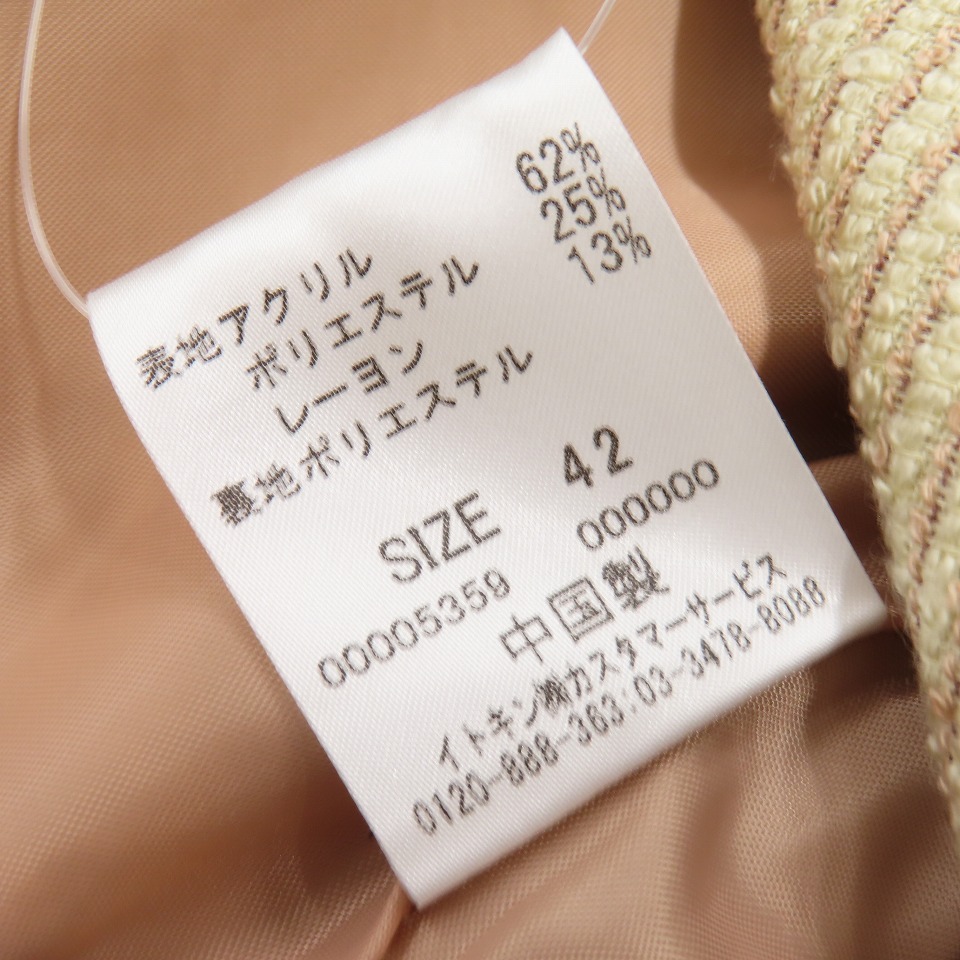 表地アクリル 62%
ポリエステル 25%
レーヨン 13%
裏地ポリエステル
SIZE 42
00005359 000000
中国製
イトキン㈱カスタマーサービス
0120-888-363:03-3478-8088